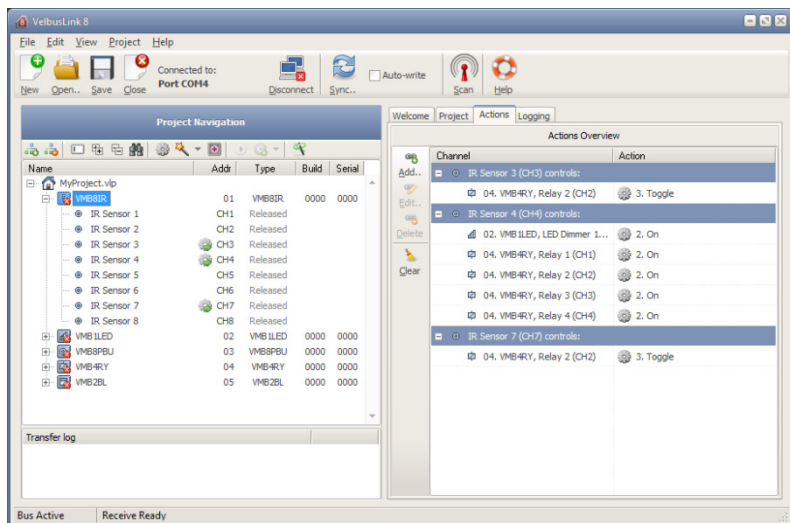 VelbusLink 8
File Edit View Project Help
New Open.. Save Close
Connected to:
Port COM4
Disconnect Sync.. Auto-write Scan Help
Project Navigation
Name Addr Type Build Serial
MyProject.vlp
VMB8IR 01 VMB8IR 0000 0000
IR Sensor 1 CH1 Released
IR Sensor 2 CH2 Released
IR Sensor 3 CH3 Released
IR Sensor 4 CH4 Released
IR Sensor 5 CH5 Released
IR Sensor 6 CH6 Released
IR Sensor 7 CH7 Released
IR Sensor 8 CH8 Released
VMB1LED 02 VMB1LED 0000 0000
VMB8PBU 03 VMB8PBU 0000 0000
VMB4RY 04 VMB4RY 0000 0000
VMB2BL 05 VMB2BL 0000 0000
Transfer log
Welcome Project Actions Logging
Actions Overview
Add..
Edit..
Delete
Clear
Channel Action
IR Sensor 3 (CH3) controls:
04. VMB4RY, Relay 2 (CH2) 3. Toggle
IR Sensor 4 (CH4) controls:
02. VMB1LED, LED Dimmer 1... 2. On
04. VMB4RY, Relay 1 (CH1) 2. On
04. VMB4RY, Relay 2 (CH2) 2. On
04. VMB4RY, Relay 3 (CH3) 2. On
04. VMB4RY, Relay 4 (CH4) 2. On
IR Sensor 7 (CH7) controls:
04. VMB4RY, Relay 2 (CH2) 3. Toggle
Bus Active Receive Ready